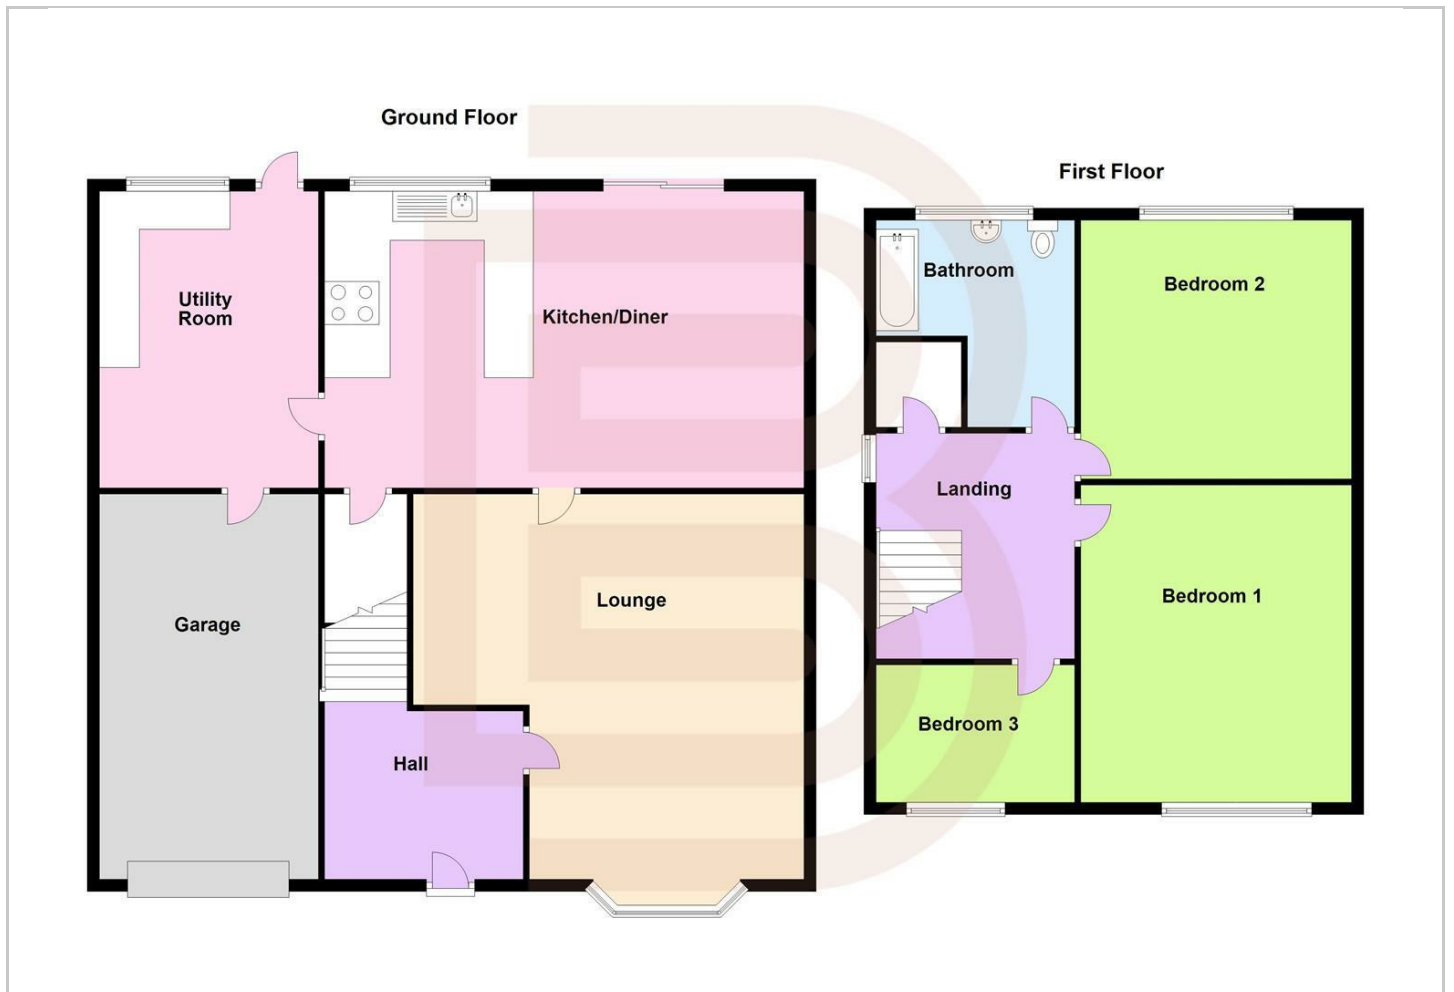 Ground Floor
First Floor
Utility
Room
Kitchen/Diner
Bathroom
Bedroom 2
Landing
Garage
Lounge
Bedroom 1
Hall
Bedroom 3